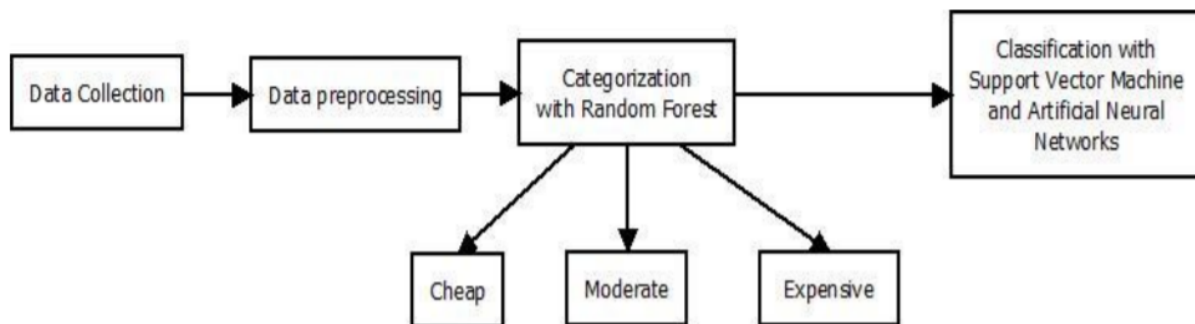 Data Collection
Data preprocessing
Categorization
with Random Forest
Classification with
Support Vector Machine
and Artificial Neural
Networks
Cheap
Moderate
Expensive